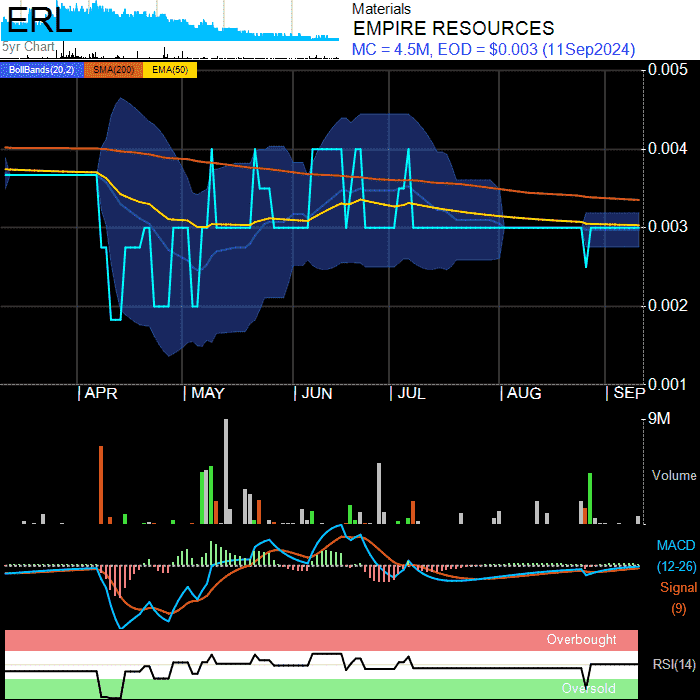 ERL
5yr Chart
Materials
EMPIRE RESOURCES
MC = 4.5M, EOD = $0.003 (11Sep2024)
BollBands(20,2) SMA(200) EMA(50)
0.005
0.004
0.003
0.002
0.001
APR MAY JUN JUL AUG SEP
9M
Volume
MACD
(12-26)
Signal
(9)
Overbought
RSI(14)
Oversold